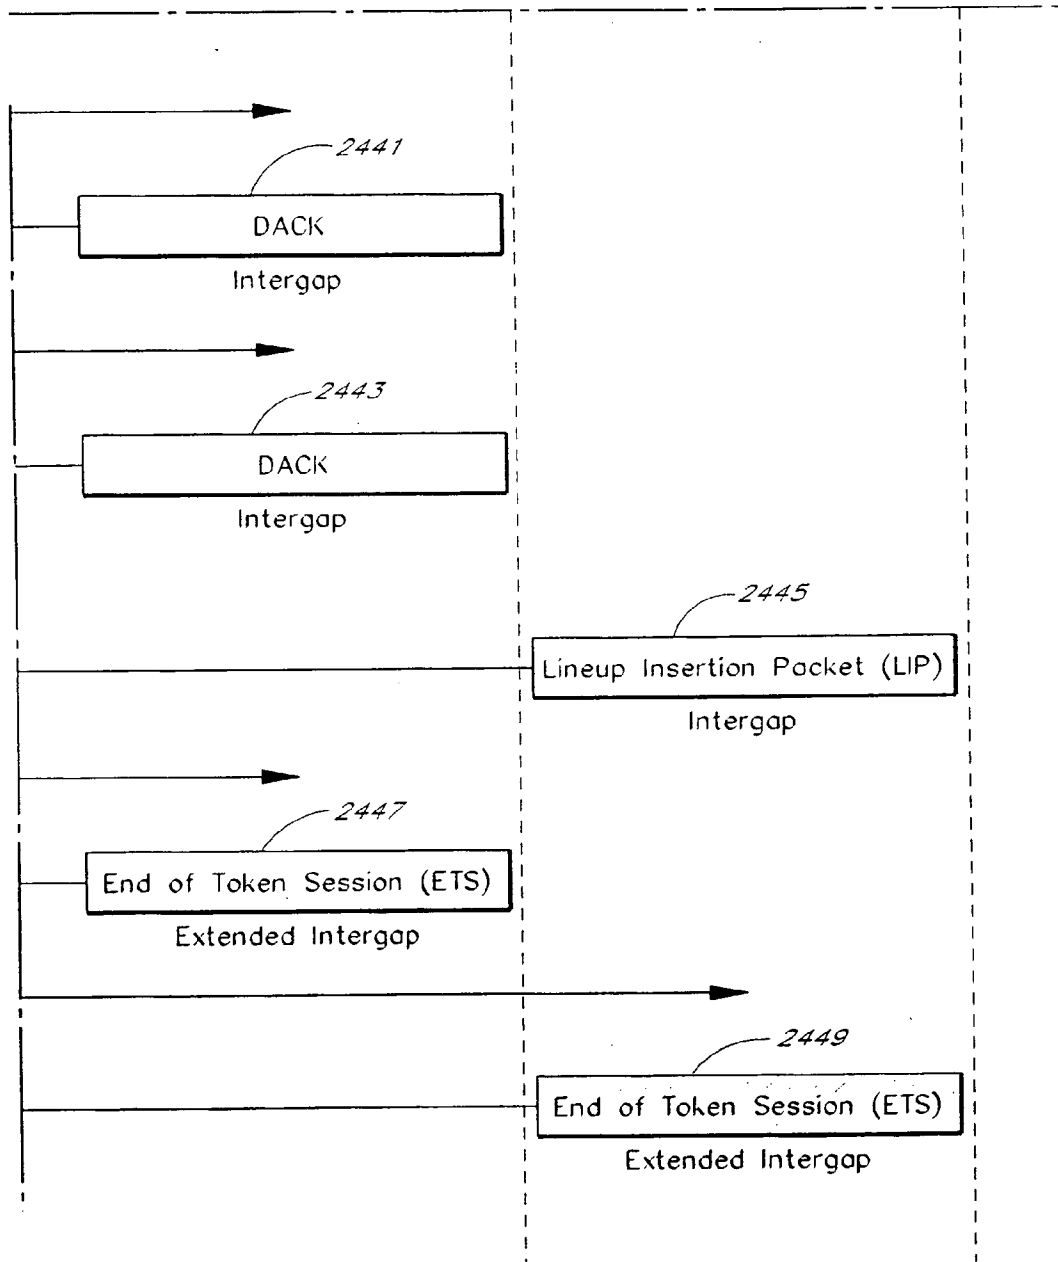 2441
DACK
Intergap
2443
DACK
Intergap
2445
Lineup Insertion Packet (LIP)
Intergap
2447
End of Token Session (ETS)
Extended Intergap
2449
End of Token Session (ETS)
Extended Intergap